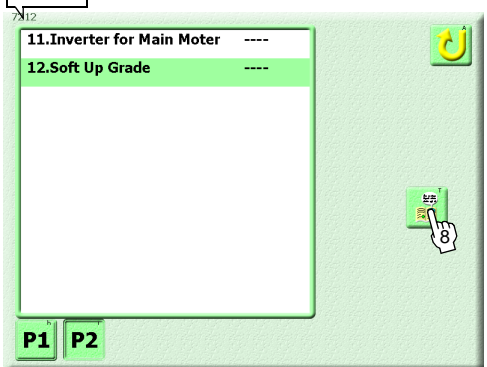 7212
A
11.Inverter for Main Moter ----
12.Soft Up Grade ----
T
8
h r
P1 P2